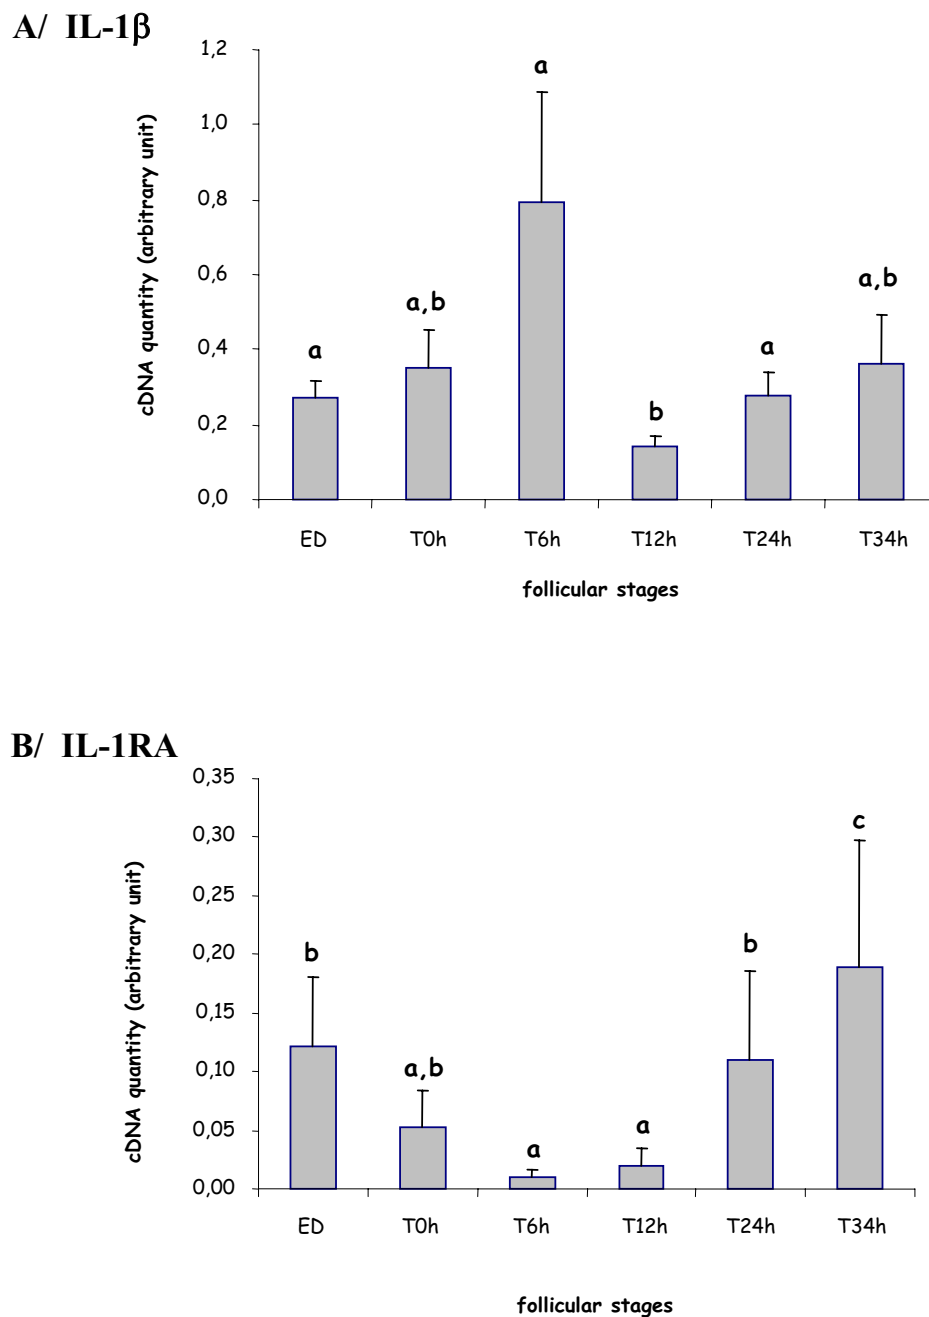 A/ IL-1β
cDNA quantity (arbitrary unit)
1,2
1,0
0,8
0,6
0,4
0,2
0,0
a
a,b
a
b
a
a,b
ED T0h T6h T12h T24h T34h
follicular stages
B/ IL-1RA
cDNA quantity (arbitrary unit)
0,35
0,30
0,25
0,20
0,15
0,10
0,05
0,00
b
a,b
a
a
b
c
ED T0h T6h T12h T24h T34h
follicular stages